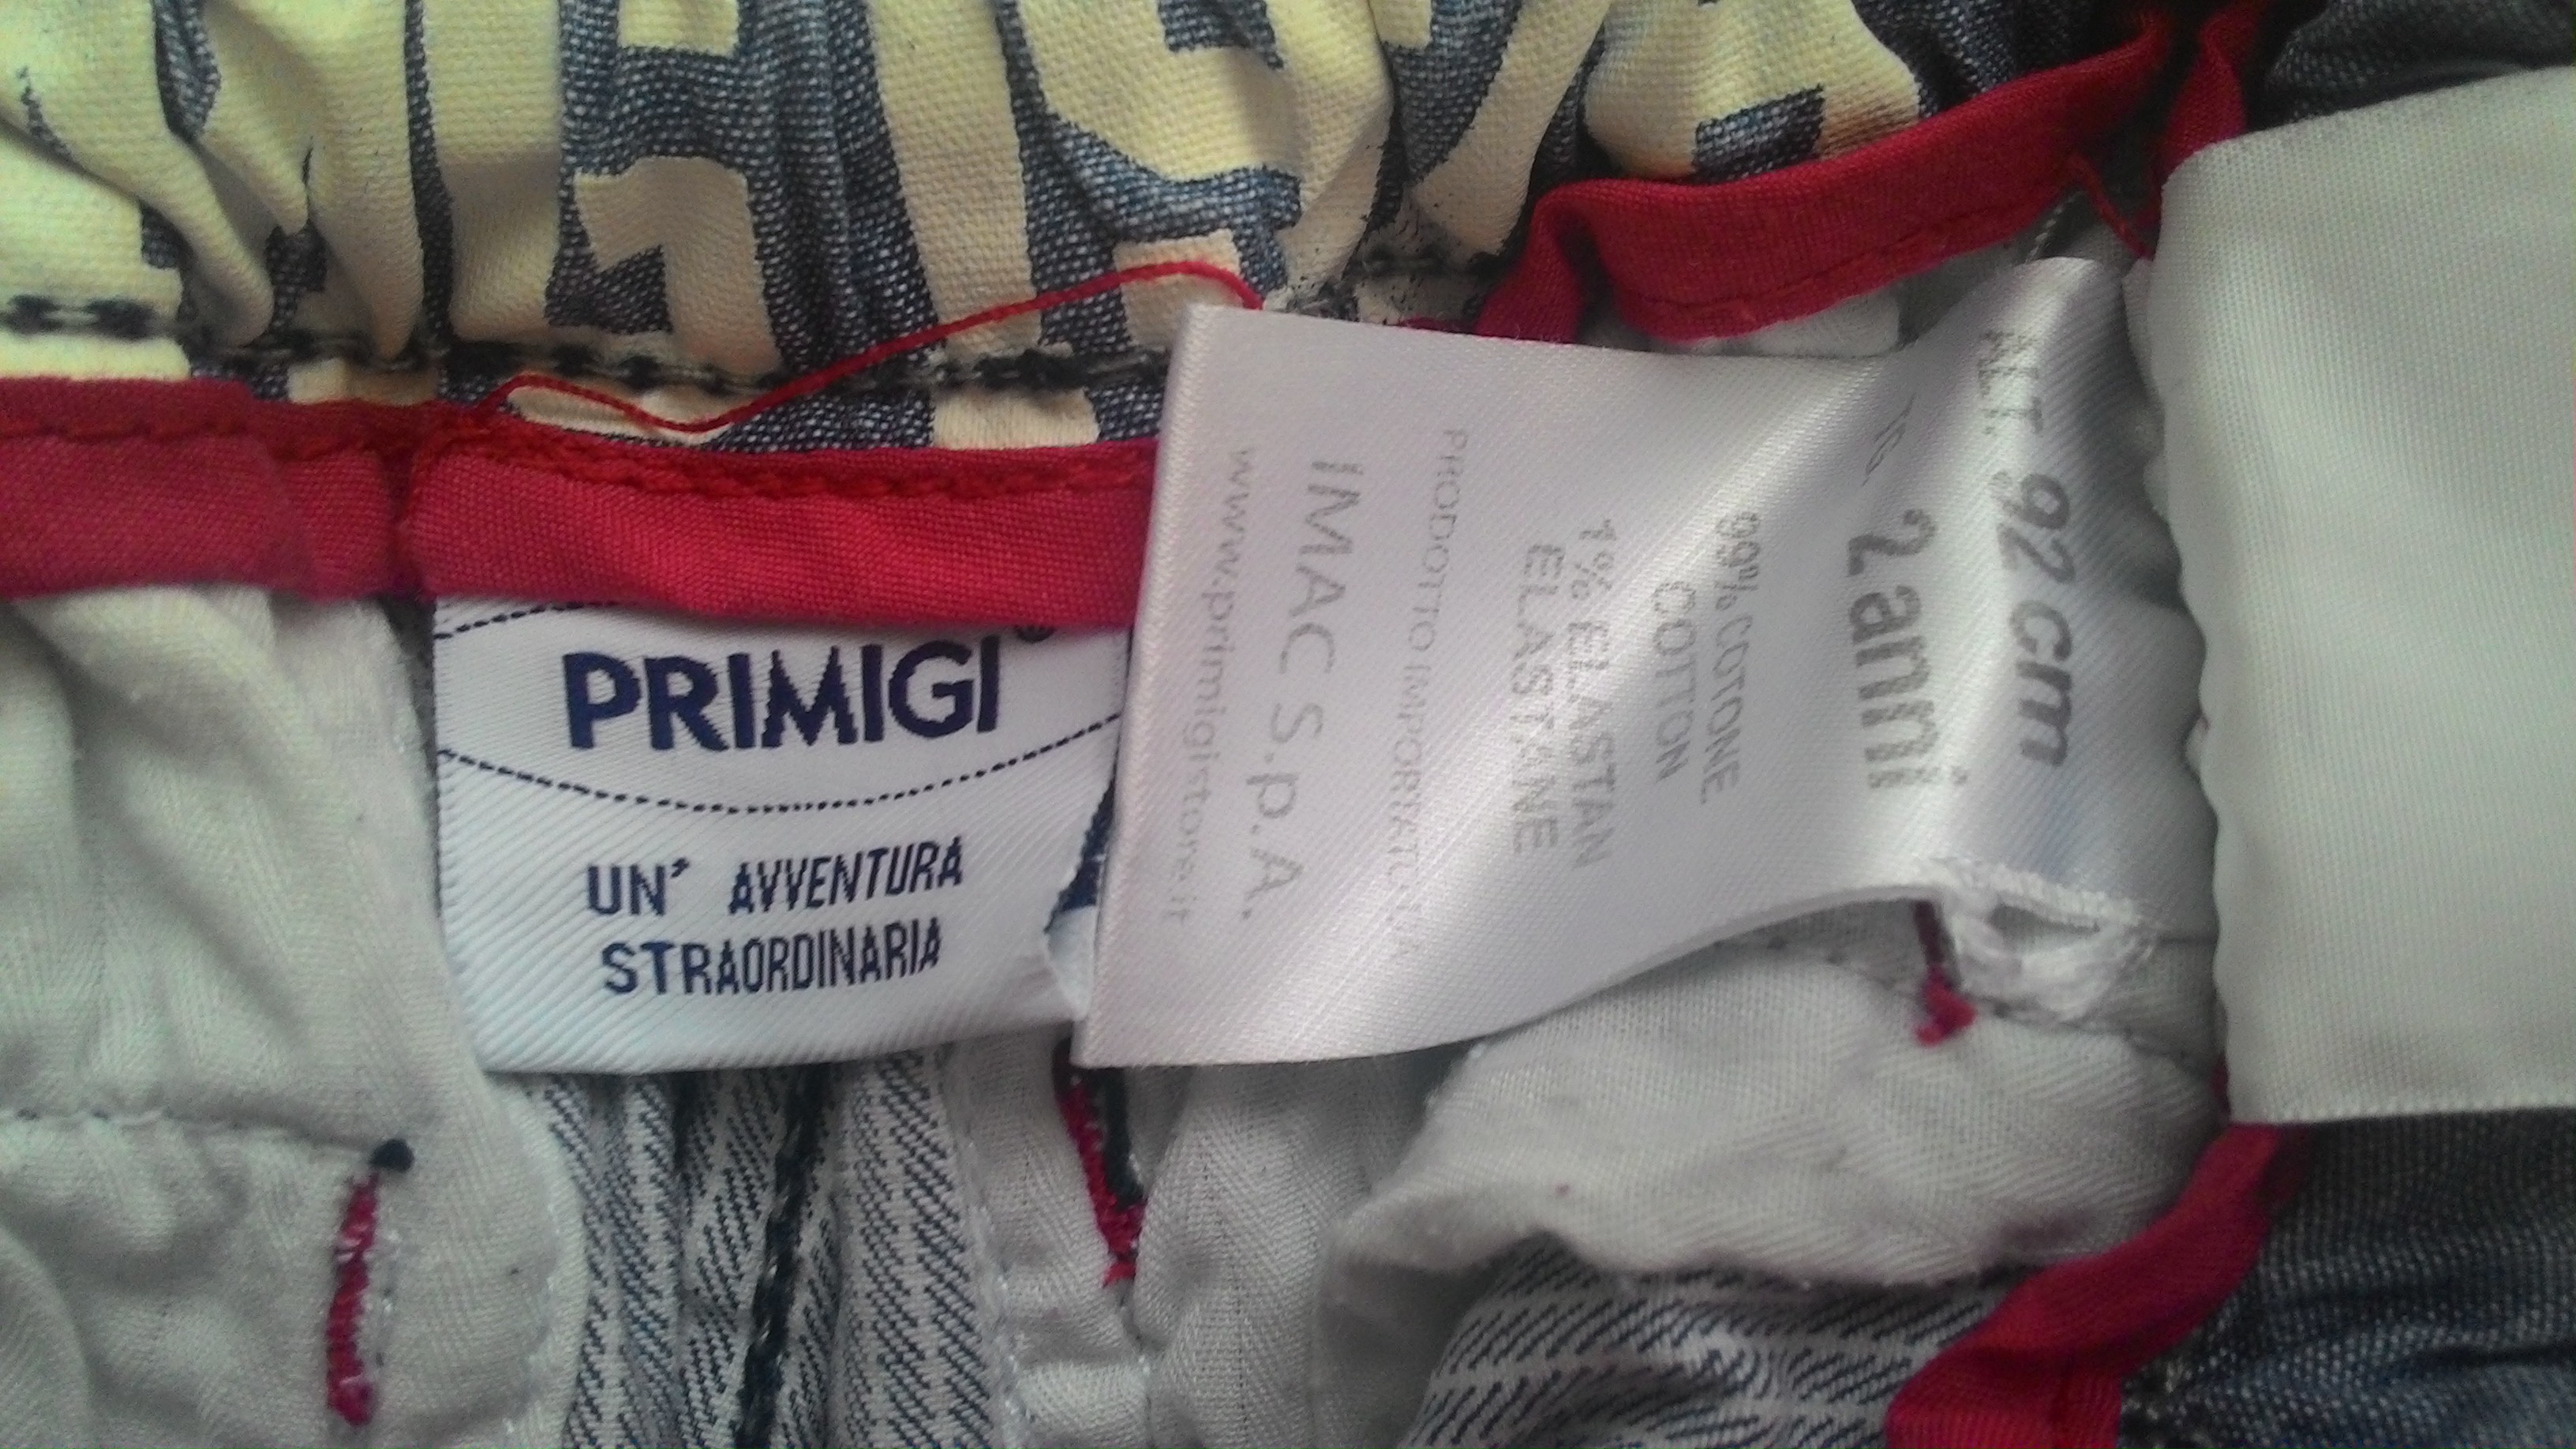 PRIMIGI®
UN' AVVENTURA
STRAORDINARIA
ALT. 92 cm
2 anni
99% COTONE
COTTON
1% ELASTAN
ELASTANE
PRODOTTO IMPORTATO
IMAC S.p.A.
www.primigistore.it